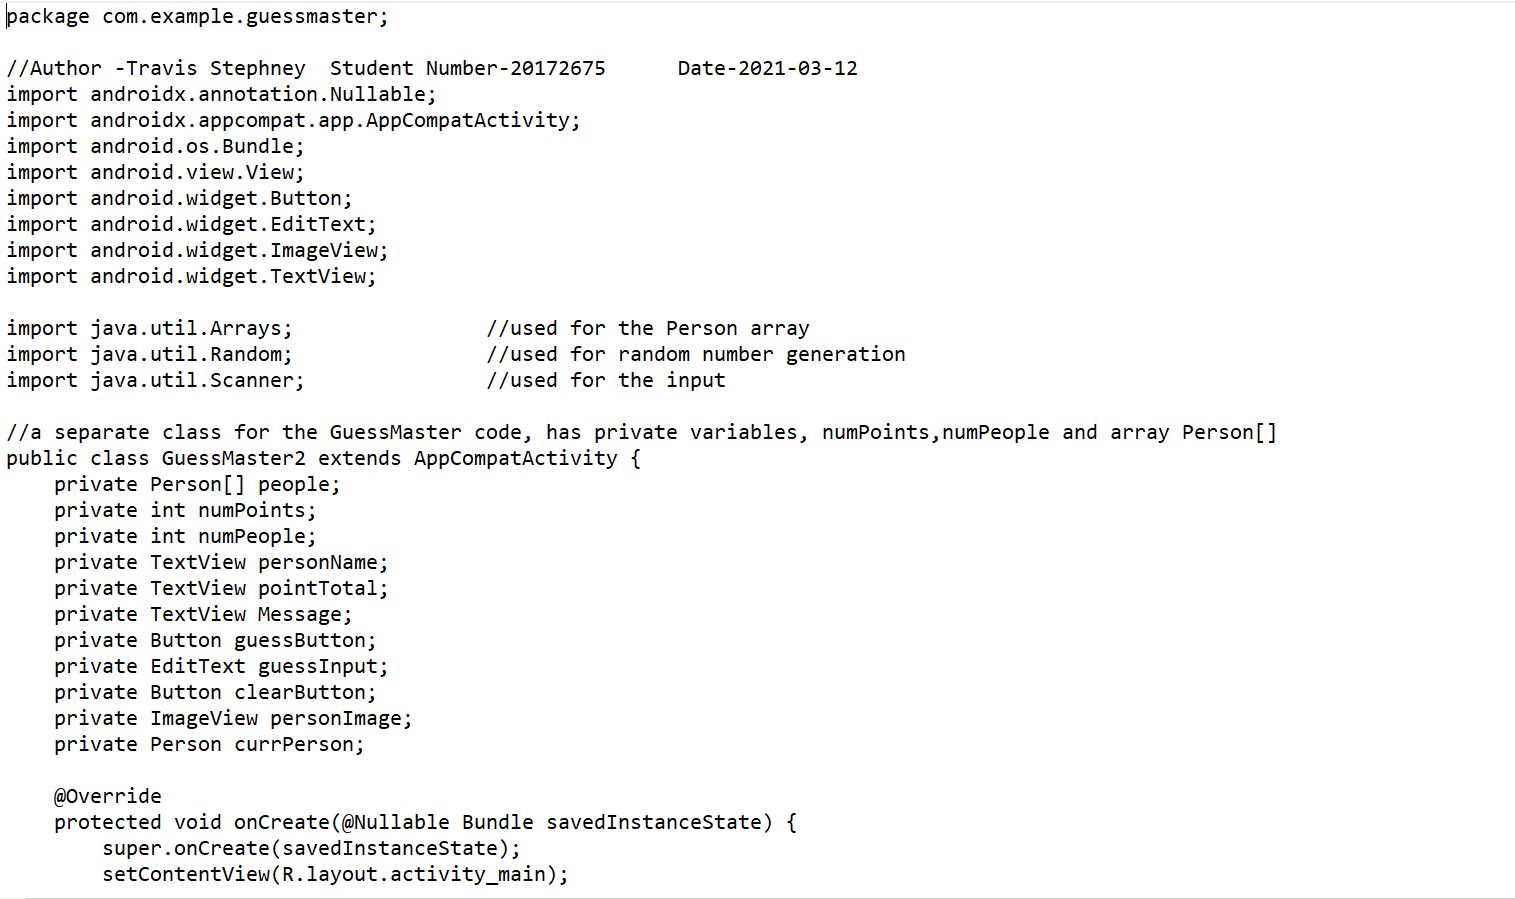 package com.example.guessmaster;

//Author -Travis Stephney  Student Number-20172675      Date-2021-03-12
import androidx.annotation.Nullable;
import androidx.appcompat.app.AppCompatActivity;
import android.os.Bundle;
import android.view.View;
import android.widget.Button;
import android.widget.EditText;
import android.widget.ImageView;
import android.widget.TextView;

import java.util.Arrays;                //used for the Person array
import java.util.Random;                //used for random number generation
import java.util.Scanner;               //used for the input

//a separate class for the GuessMaster code, has private variables, numPoints,numPeople and array Person[]
public class GuessMaster2 extends AppCompatActivity {
    private Person[] people;
    private int numPoints;
    private int numPeople;
    private TextView personName;
    private TextView pointTotal;
    private TextView Message;
    private Button guessButton;
    private EditText guessInput;
    private Button clearButton;
    private ImageView personImage;
    private Person currPerson;

    @Override
    protected void onCreate(@Nullable Bundle savedInstanceState) {
        super.onCreate(savedInstanceState);
        setContentView(R.layout.activity_main);